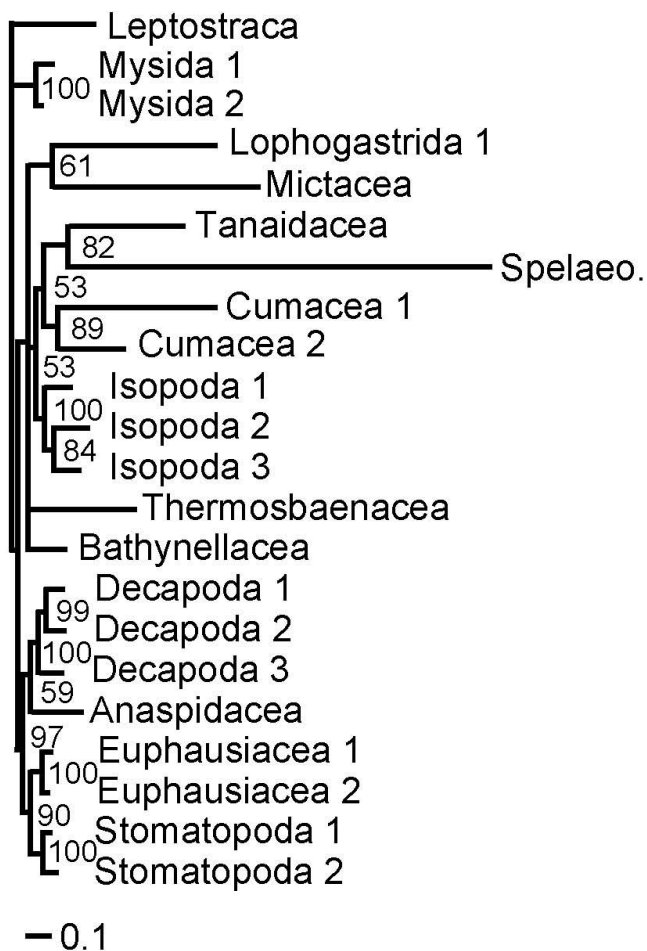 Leptostraca
Mysida 1
100
Mysida 2
Lophogastrida 1
61
Mictacea
Tanaidacea
82
Spelaeo.
53
Cumacea 1
89
Cumacea 2
53
Isopoda 1
100
Isopoda 2
84
Isopoda 3
Thermosbaenacea
Bathynellacea
Decapoda 1
99
Decapoda 2
100
Decapoda 3
59
Anaspidacea
97
Euphausiacea 1
100
Euphausiacea 2
90
Stomatopoda 1
100
Stomatopoda 2
0.1